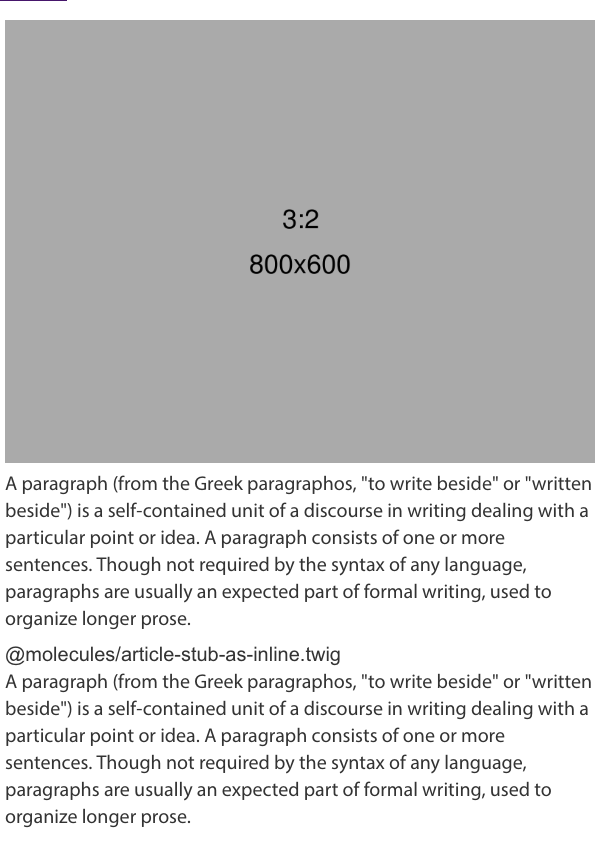 3:2
800x600
A paragraph (from the Greek paragraphos, "to write beside" or "written
beside") is a self-contained unit of a discourse in writing dealing with a
particular point or idea. A paragraph consists of one or more
sentences. Though not required by the syntax of any language,
paragraphs are usually an expected part of formal writing, used to
organize longer prose.
@molecules/article-stub-as-inline.twig
A paragraph (from the Greek paragraphos, "to write beside" or "written
beside") is a self-contained unit of a discourse in writing dealing with a
particular point or idea. A paragraph consists of one or more
sentences. Though not required by the syntax of any language,
paragraphs are usually an expected part of formal writing, used to
organize longer prose.